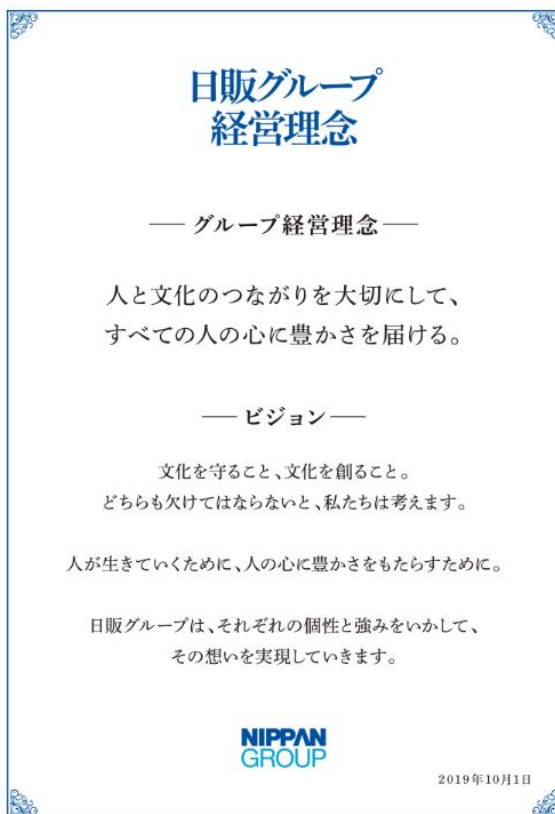 日販グループ
経営理念
── グループ経営理念 ──
人と文化のつながりを大切にして、
すべての人の心に豊かさを届ける。
── ビジョン ──
文化を守ること、文化を創ること。
どちらも欠けてはならないと、私たちは考えます。
人が生きていくために、人の心に豊かさをもたらすために。
日販グループは、それぞれの個性と強みをいかして、
その想いを実現していきます。
NIPPAN
GROUP
2019年10月1日